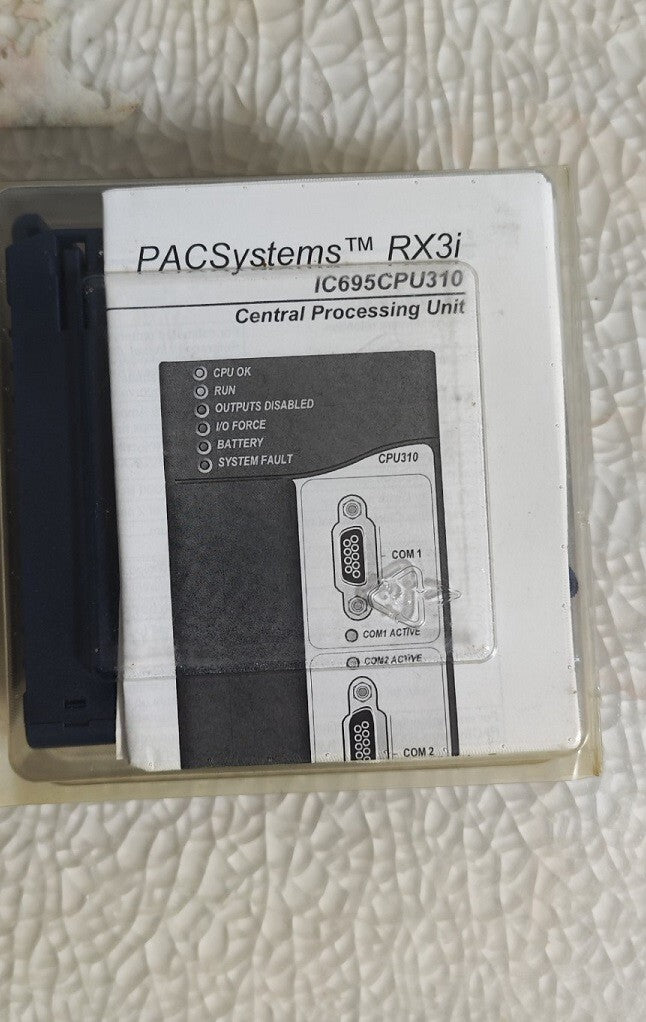 PACSystems™ RX3i
IC695CPU310
Central Processing Unit
CPU OK
RUN
OUTPUTS DISABLED
I/O FORCE
BATTERY
SYSTEM FAULT
CPU310
COM 1
COM1 ACTIVE
COM2 ACTIVE
COM 2